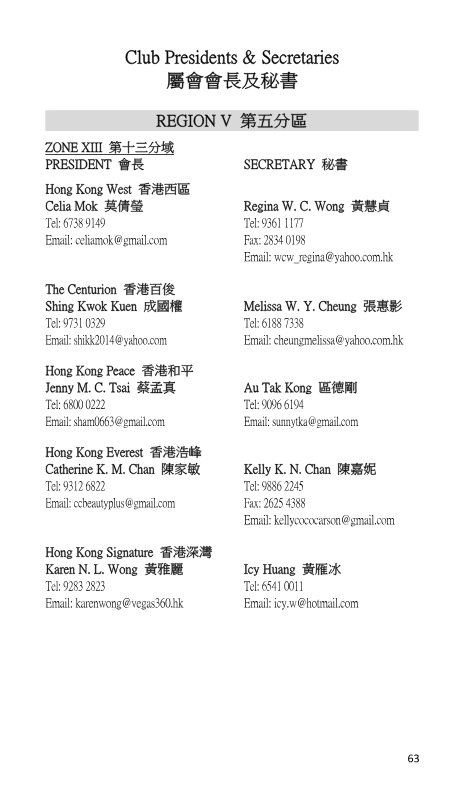 Club Presidents & Secretaries
屬會會長及秘書
REGION V 第五分區
ZONE XIII 第十三分域
PRESIDENT 會長 SECRETARY 秘書
Hong Kong West 香港西區
Celia Mok 莫倩瑩 Regina W. C. Wong 黃慧貞
Tel: 6738 9149 Tel: 9361 1177
Email: celiamok@gmail.com Fax: 2834 0198
Email: wcw_regina@yahoo.com.hk
The Centurion 香港百俊
Shing Kwok Kuen 成國權 Melissa W. Y. Cheung 張惠影
Tel: 9731 0329 Tel: 6188 7338
Email: shikk2014@yahoo.com Email: cheungmelissa@yahoo.com.hk
Hong Kong Peace 香港和平
Jenny M. C. Tsai 蔡孟真 Au Tak Kong 區德剛
Tel: 6800 0222 Tel: 9096 6194
Email: sham0663@gmail.com Email: sunnytka@gmail.com
Hong Kong Everest 香港浩峰
Catherine K. M. Chan 陳家敏 Kelly K. N. Chan 陳嘉妮
Tel: 9312 6822 Tel: 9886 2245
Email: ccbeautyplus@gmail.com Fax: 2625 4388
Email: kellycococarson@gmail.com
Hong Kong Signature 香港深灣
Karen N. L. Wong 黃雅麗 Icy Huang 黃雁冰
Tel: 9283 2823 Tel: 6541 0011
Email: karenwong@vegas360.hk Email: icy.w@hotmail.com
63